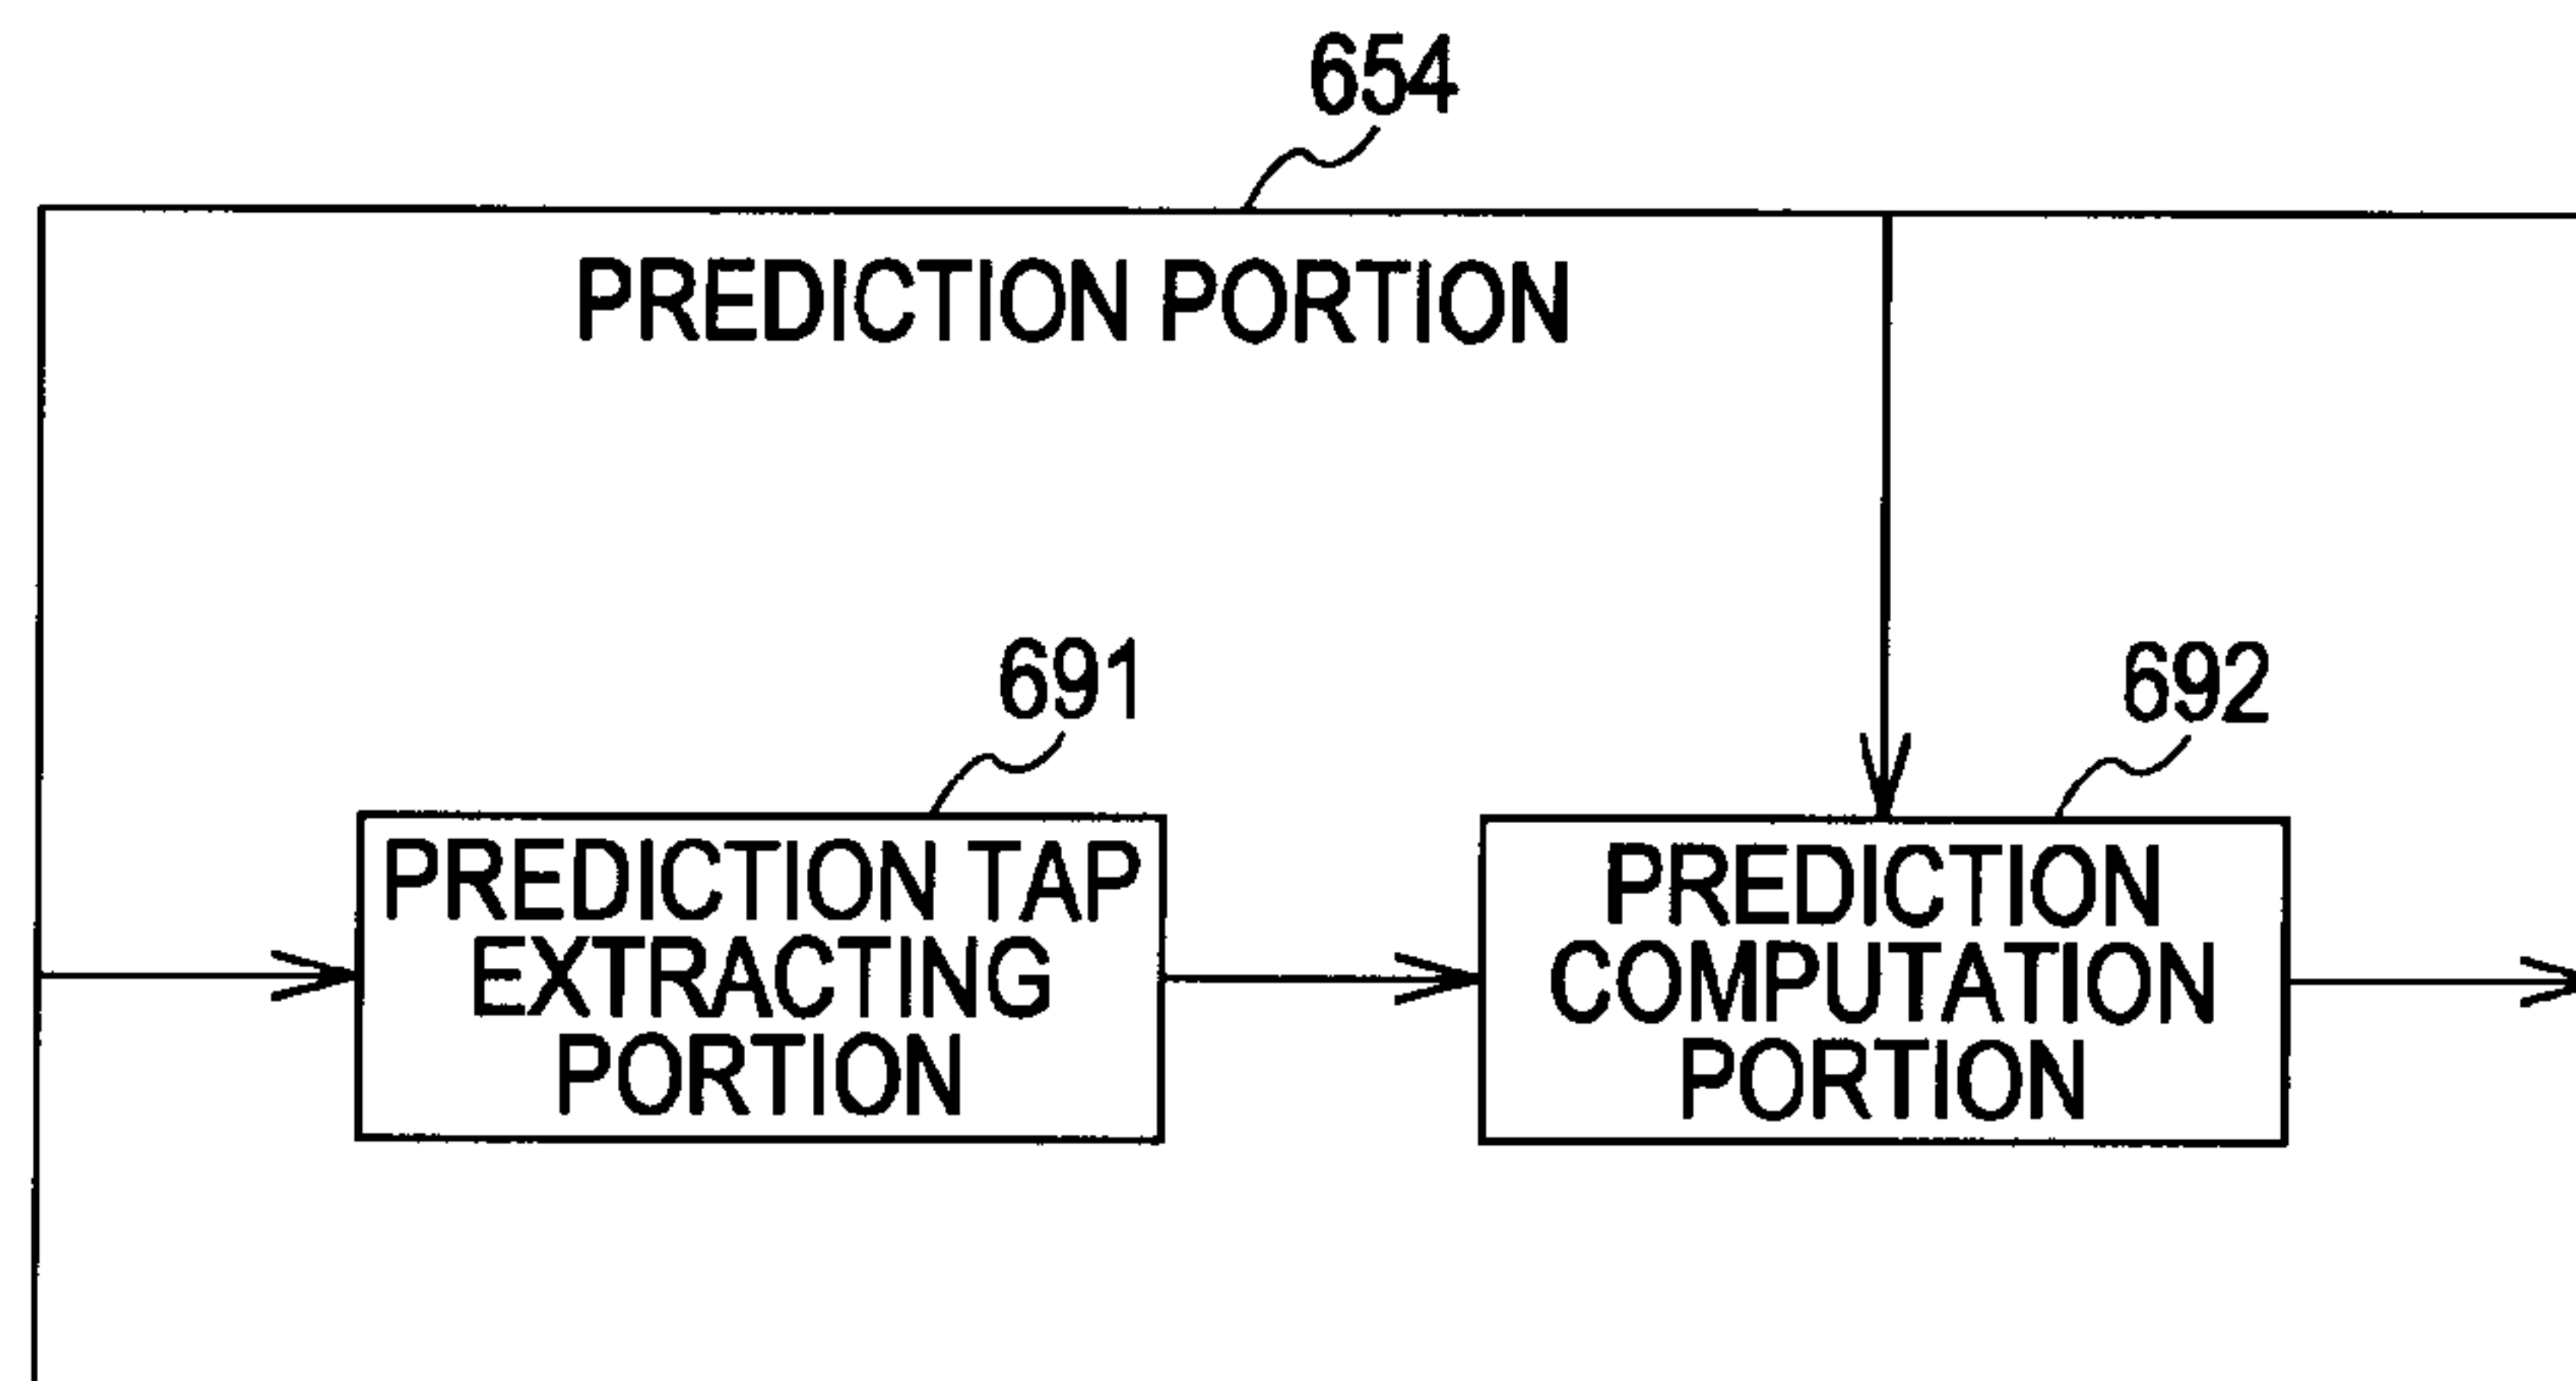 654
PREDICTION PORTION
691
692
PREDICTION TAP
EXTRACTING
PORTION
PREDICTION
COMPUTATION
PORTION